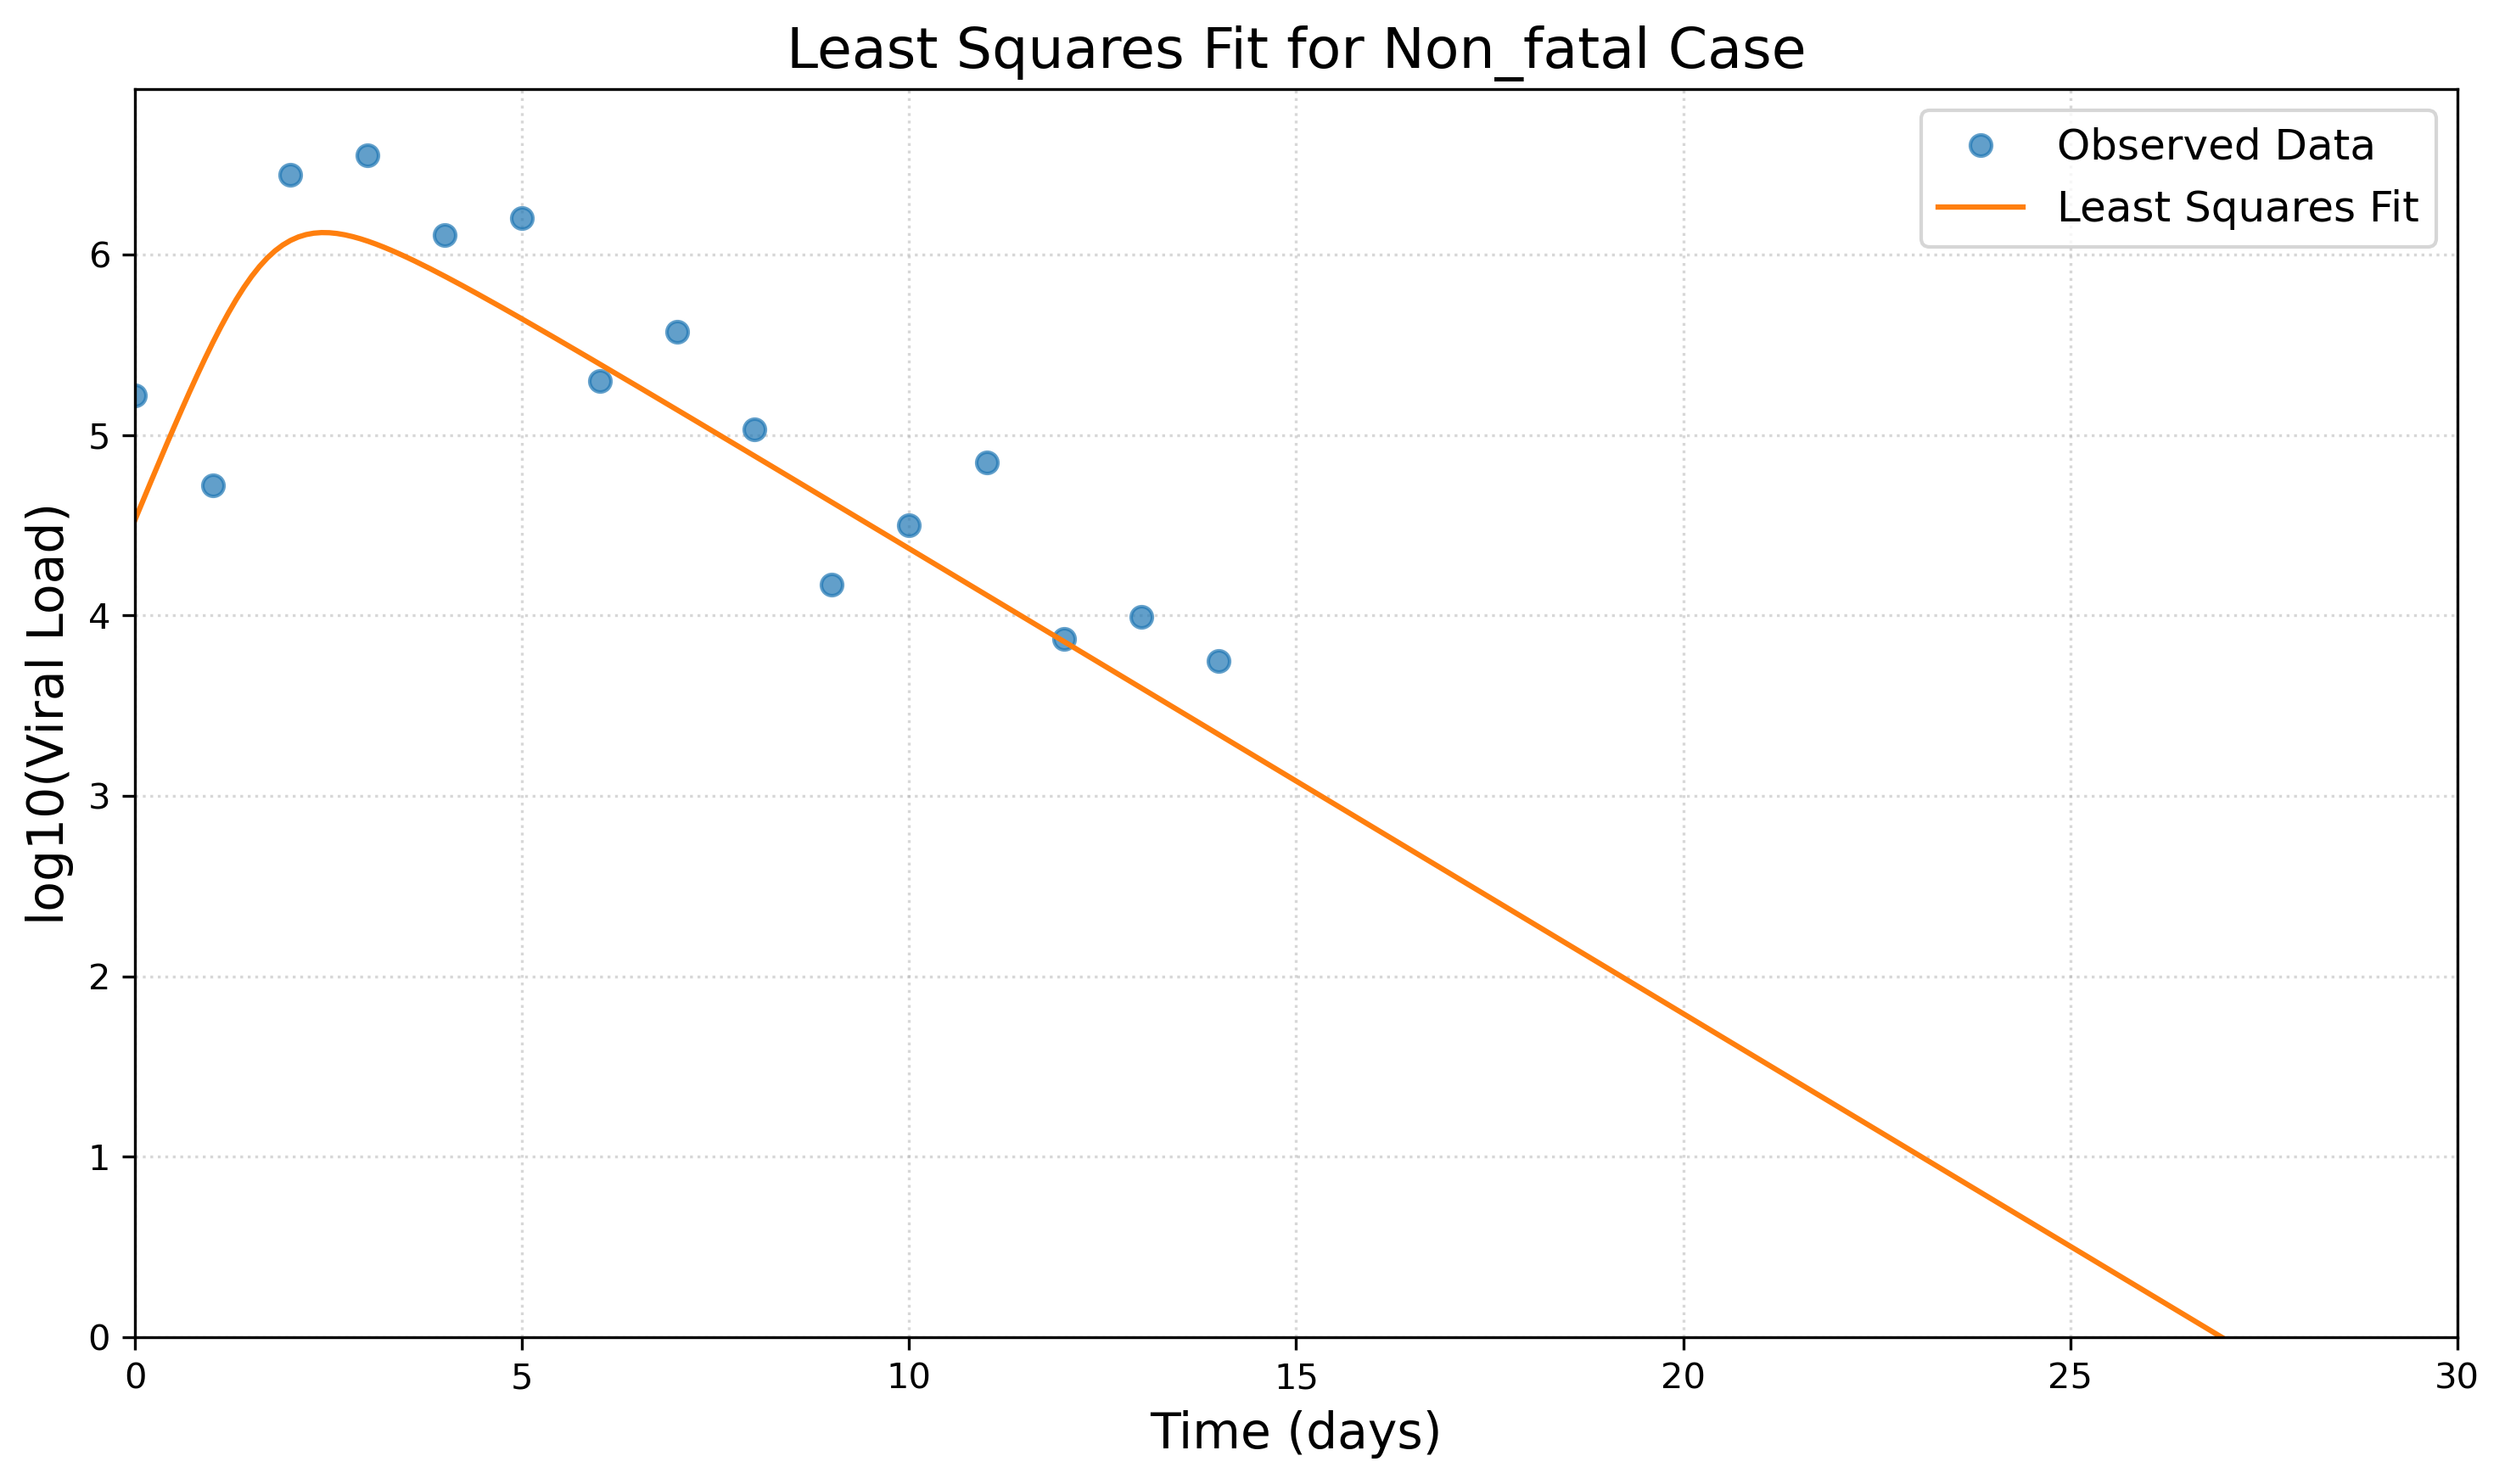 Least Squares Fit for Non_fatal Case
Observed Data
Least Squares Fit
log10(Viral Load)
6
5
4
3
2
1
0
0 5 10 15 20 25 30
Time (days)